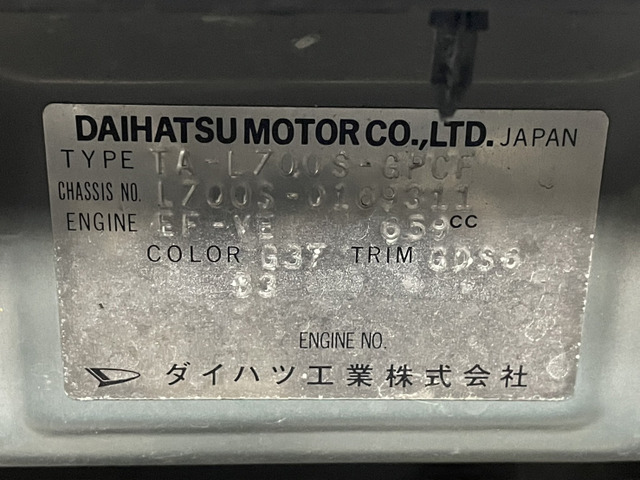 DAIHATSU MOTOR CO.,LTD. JAPAN
TYPE TA-L700S-GPCF
CHASSIS NO. L700S-0169311
ENGINE EF-VE 659CC
COLOR G37 TRIM GDS6
ENGINE NO.
ダイハツ工業株式会社